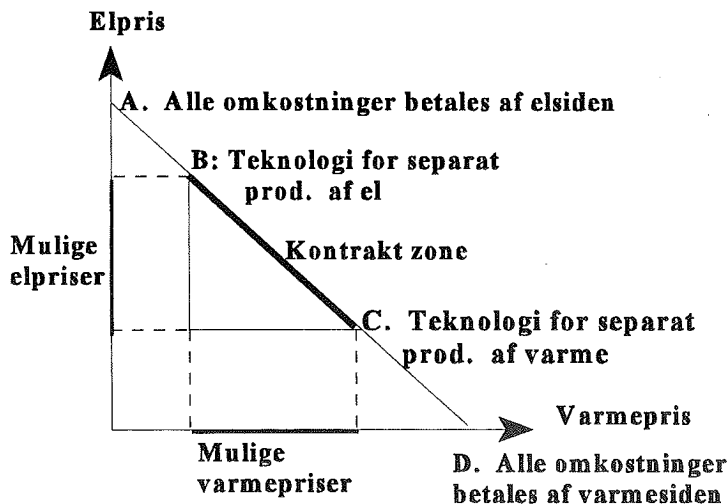 Elpris
A. Alle omkostninger betales af elsiden
B: Teknologi for separat
prod. af el
Mulige
elpriser
Kontrakt zone
C. Teknologi for separat
prod. af varme
Varmepris
Mulige
varmepriser
D. Alle omkostninger
betales af varmesiden